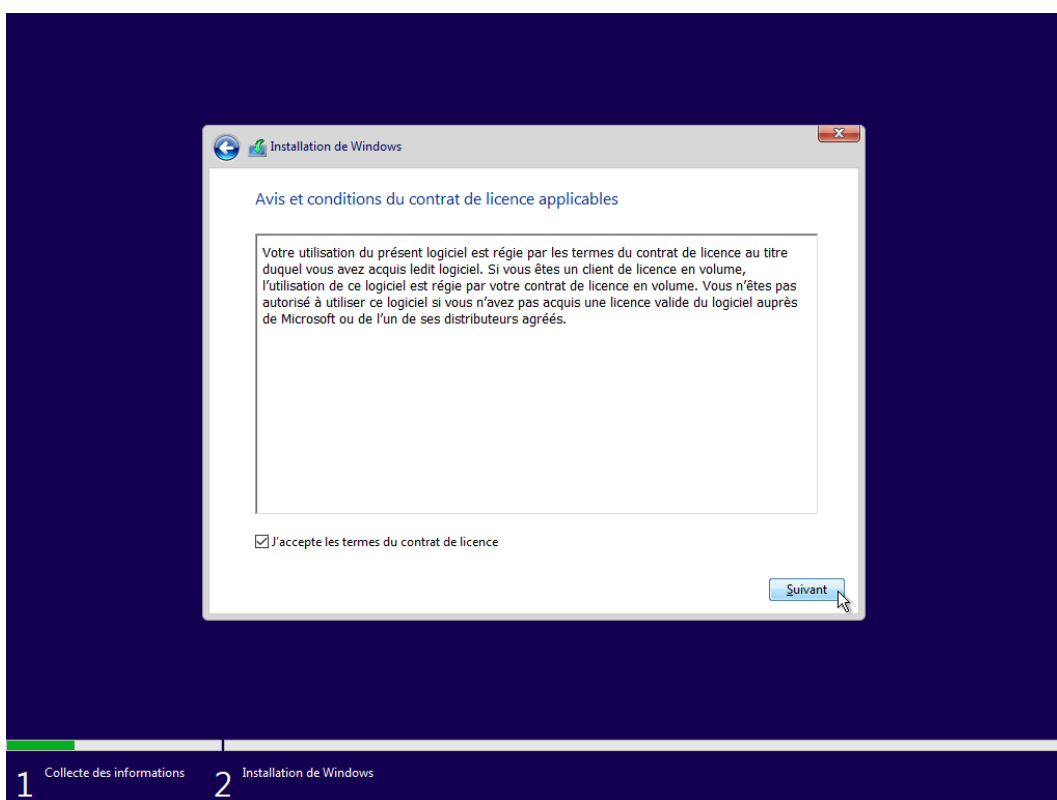 Installation de Windows
Avis et conditions du contrat de licence applicables
Votre utilisation du présent logiciel est régie par les termes du contrat de licence au titre
duquel vous avez acquis ledit logiciel. Si vous êtes un client de licence en volume,
l’utilisation de ce logiciel est régie par votre contrat de licence en volume. Vous n’êtes pas
autorisé à utiliser ce logiciel si vous n’avez pas acquis une licence valide du logiciel auprès
de Microsoft ou de l’un de ses distributeurs agréés.
J'accepte les termes du contrat de licence
Suivant
1 Collecte des informations 2 Installation de Windows